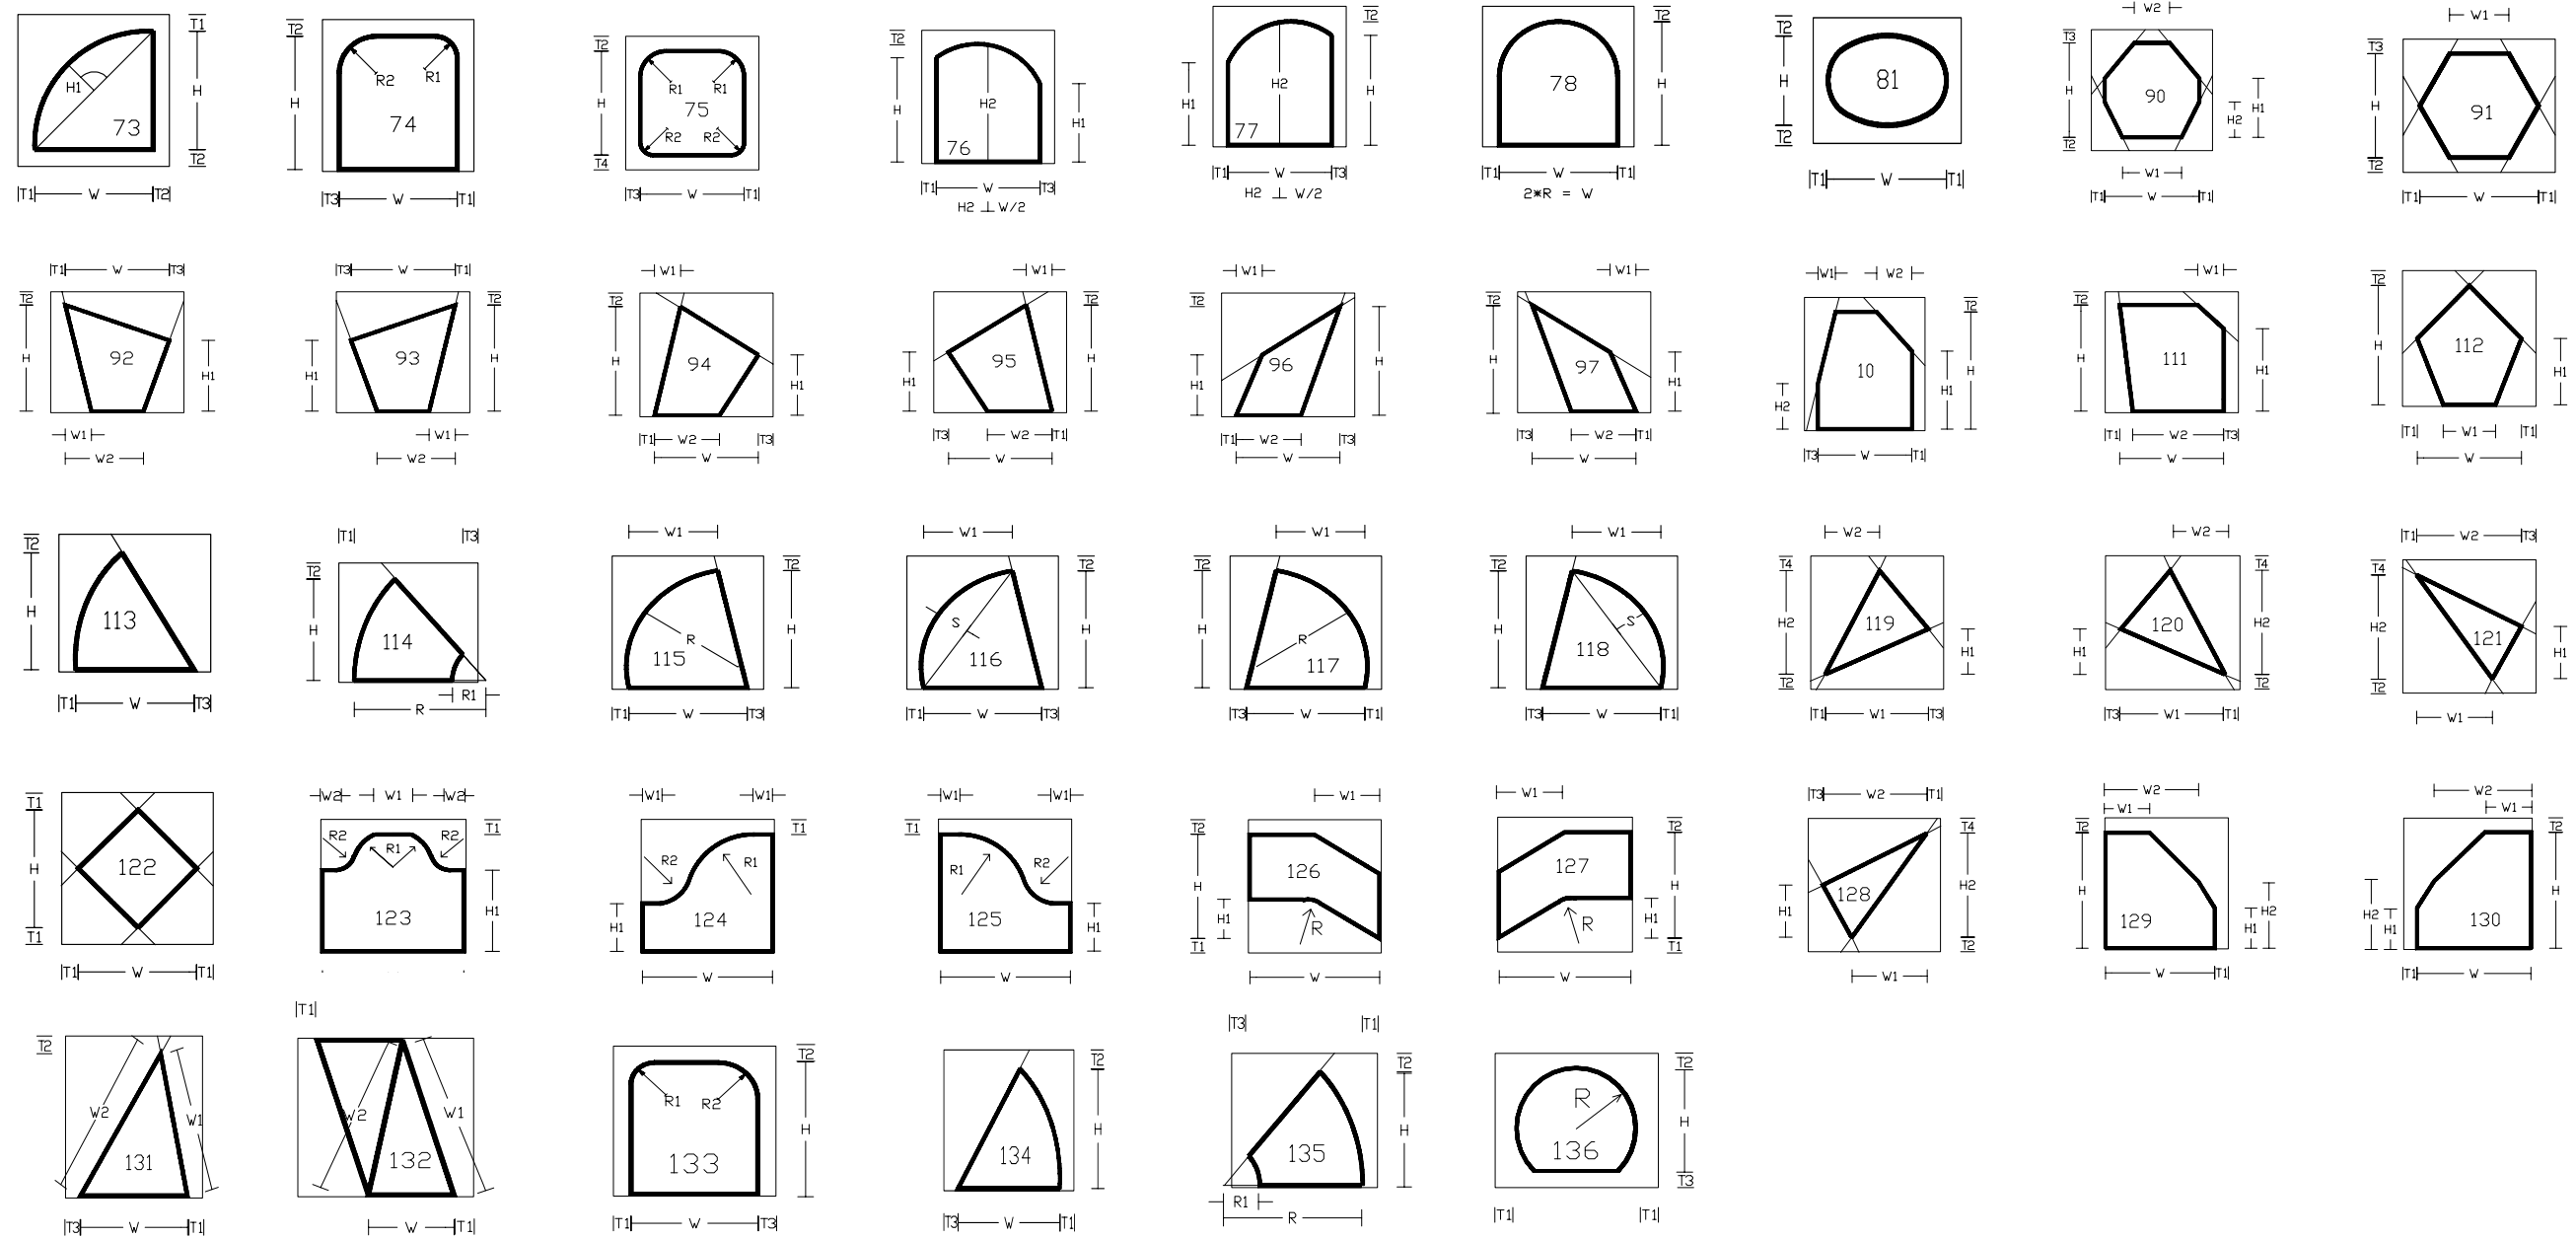 T1
H1
H
73
T2
T1 W T2
T2
R2 R1
H
74
T3 W T1
T2
R1 R1
H 75
R2 R2
T4
T3 W T1
T2
H H2 H1
76
T1 W T3
H2 ⊥ W/2
T2
H1 H2 H
77
T1 W T3
H2 ⊥ W/2
T2
78 H
T1 W T1
2*R = W
T2
H 81
T2
T1 W T1
W2
T3
H 90 H2 H1
T2
W1
T1 W T1
W1
T3
H 91
T2
T1 W T1
T1 W T3
T2
H 92 H1
W1
W2
T3 W T1
T2
H1 93 H
W1
W2
W1
T2
H 94 H1
T1 W2 T3
W
W1
T2
H1 95 H
T3 W2 T1
W
W1
T2
H1 96 H
T1 W2 T3
W
W1
T2
H 97 H1
T3 W2 T1
W
W1 W2
T2
H2 10 H1 H
T3 W T1
W1
T2
H 111 H1
T1 W2 T3
W
T2
H 112 H1
T1 W1 T1
W
T2
H 113
T1 W T3
T1 T3
T2
H 114
R1
R
W1
T2
R H
115
T1 W T3
W1
T2
S H
116
T1 W T3
W1
T2
H R
117
T3 W T1
W1
T2
H S
118
T3 W T1
W2
T4
H2 119 H1
T2
T1 W1 T3
W2
T4
H1 120 H2
T2
T3 W1 T1
T1 W2 T3
T4
H2 121 H1
T2
W1
T1
H 122
T1
T1 W T1
W2 W1 W2
T1
R2 R1 R2
123 H1
W1 W1
T1
R2 R1
H1 124
W
W1 W1
T1
R1 R2
125 H1
W
W1
T2
H 126
H1 R
T1
W
W1
T2
127 H
R H1
T1
W
T3 W2 T1
T4
H1 128 H2
T2
W1
W2
W1
T2
H 129 H1 H2
W T1
W2
W1
T2
H2 H1 130 H
T1 W
T2
W2 W1
131
T3 W T1
T1
W2 W1
132
W T1
T2
R1 R2 H
133
T1 W T3
T2
134 H
T3 W T1
T3 T1
T2
135 H
R1
R
T2
R H
136
T3
T1 T1